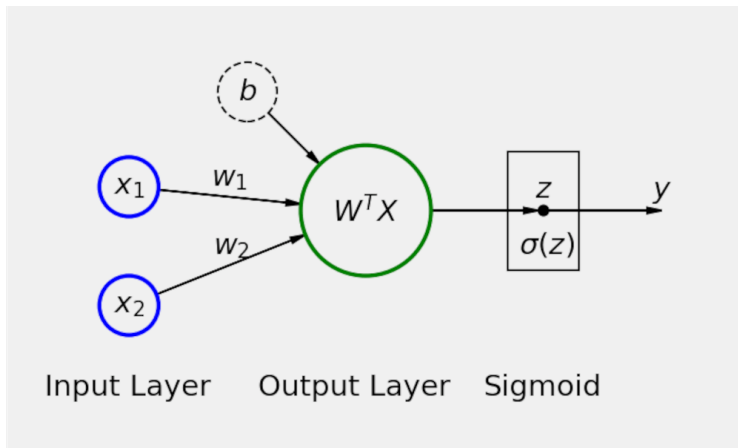 b
x₁
w₁
WᵀX
z
y
w₂
σ(z)
x₂
Input Layer
Output Layer
Sigmoid